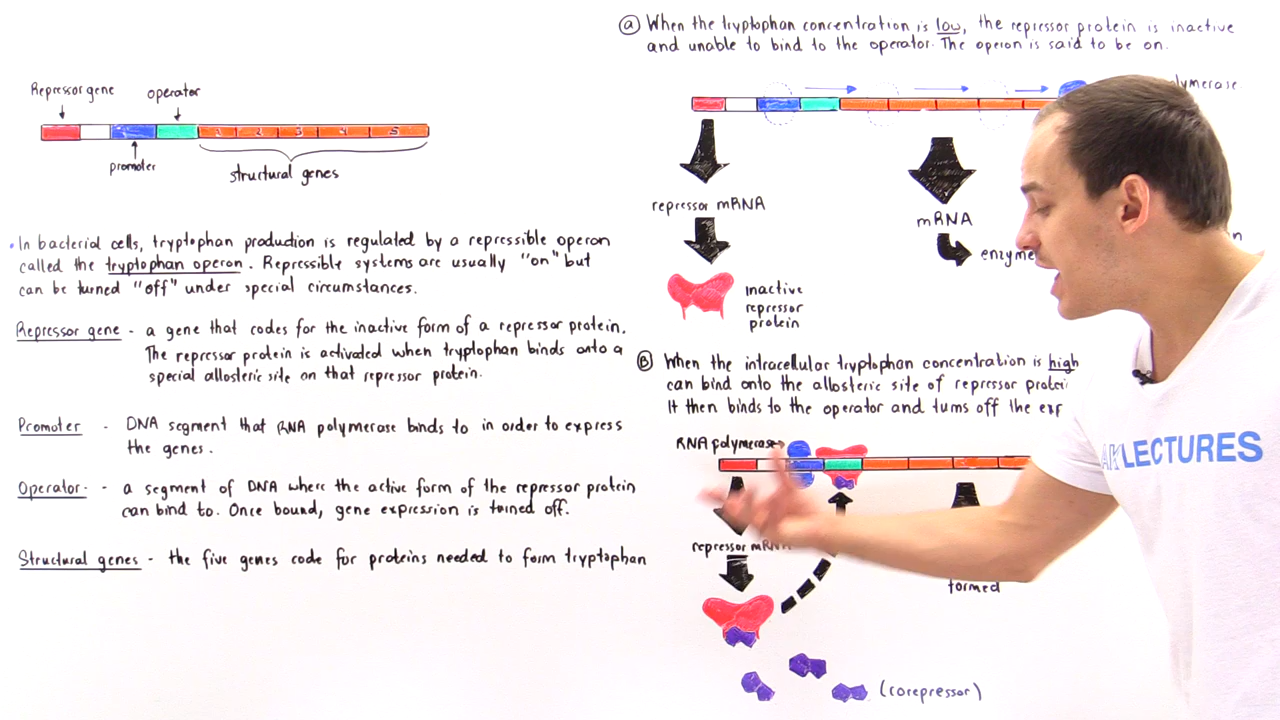 Repressor gene
operator
1 2 3 4 5
promoter
structural genes
In bacterial cells, tryptophan production is regulated by a repressible operon
called the tryptophan operon. Repressible systems are usually "on" but
can be turned "off" under special circumstances.
Repressor gene - a gene that codes for the inactive form of a repressor protein.
The repressor protein is activated when tryptophan binds onto a
special allosteric site on that repressor protein.
Promoter - DNA segment that RNA polymerase binds to in order to express
the genes.
Operator - a segment of DNA where the active form of the repressor protein
can bind to. Once bound, gene expression is turned off.
Structural genes - the five genes code for proteins needed to form tryptophan
a When the tryptophan concentration is low, the repressor protein is inactive
and unable to bind to the operator. The operon is said to be on.
repressor mRNA
mRNA
inactive
repressor
protein
B When the intracellular tryptophan concentration is high
can bind onto the allosteric site of repressor
It then binds to the operator and turns off the
RNA polymerase
repressor mRNA
formed
(corepressor)
AKLECTURES